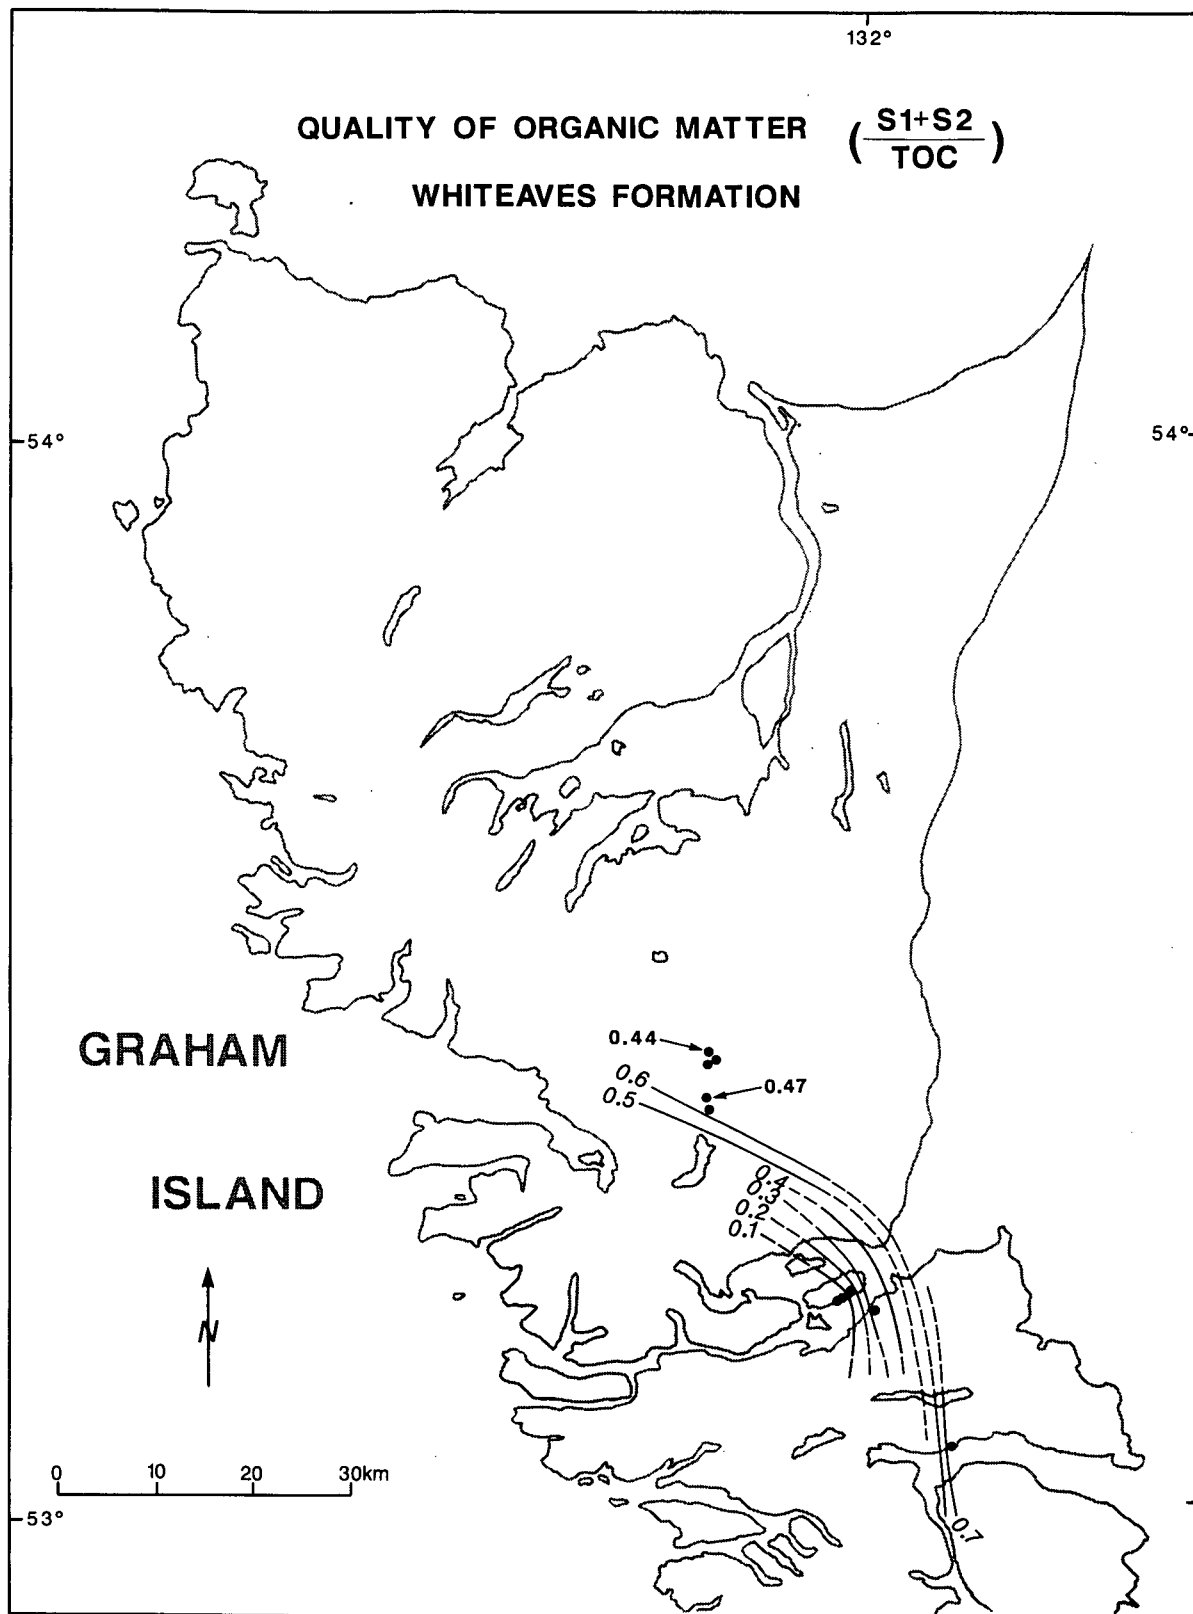 132°
QUALITY OF ORGANIC MATTER (S1+S2/TOC)
WHITEAVES FORMATION
54° 54°
GRAHAM
0.44
0.6
0.47
0.5
ISLAND
0.4
0.3
0.2
0.1
N
0 10 20 30km
53°
0.7